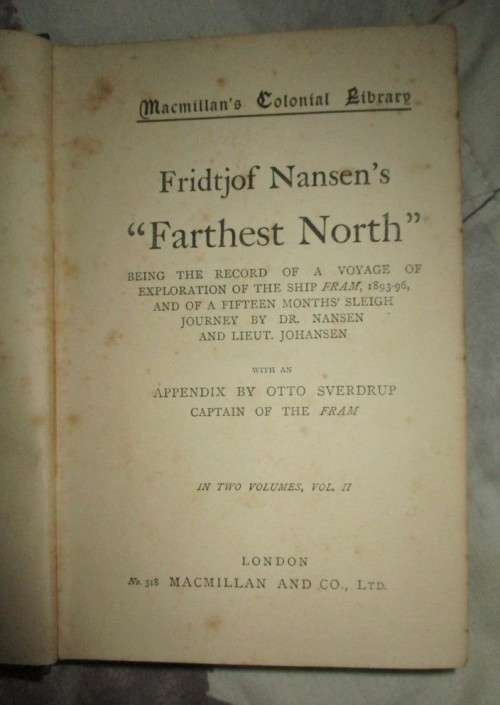 Macmillan's Colonial Library
Fridtjof Nansen's
"Farthest North"
BEING THE RECORD OF A VOYAGE OF
EXPLORATION OF THE SHIP FRAM, 1893-96,
AND OF A FIFTEEN MONTHS' SLEIGH
JOURNEY BY DR. NANSEN
AND LIEUT. JOHANSEN
WITH AN
APPENDIX BY OTTO SVERDRUP
CAPTAIN OF THE FRAM
IN TWO VOLUMES, VOL. II
LONDON
No. 318 MACMILLAN AND CO., LTD.